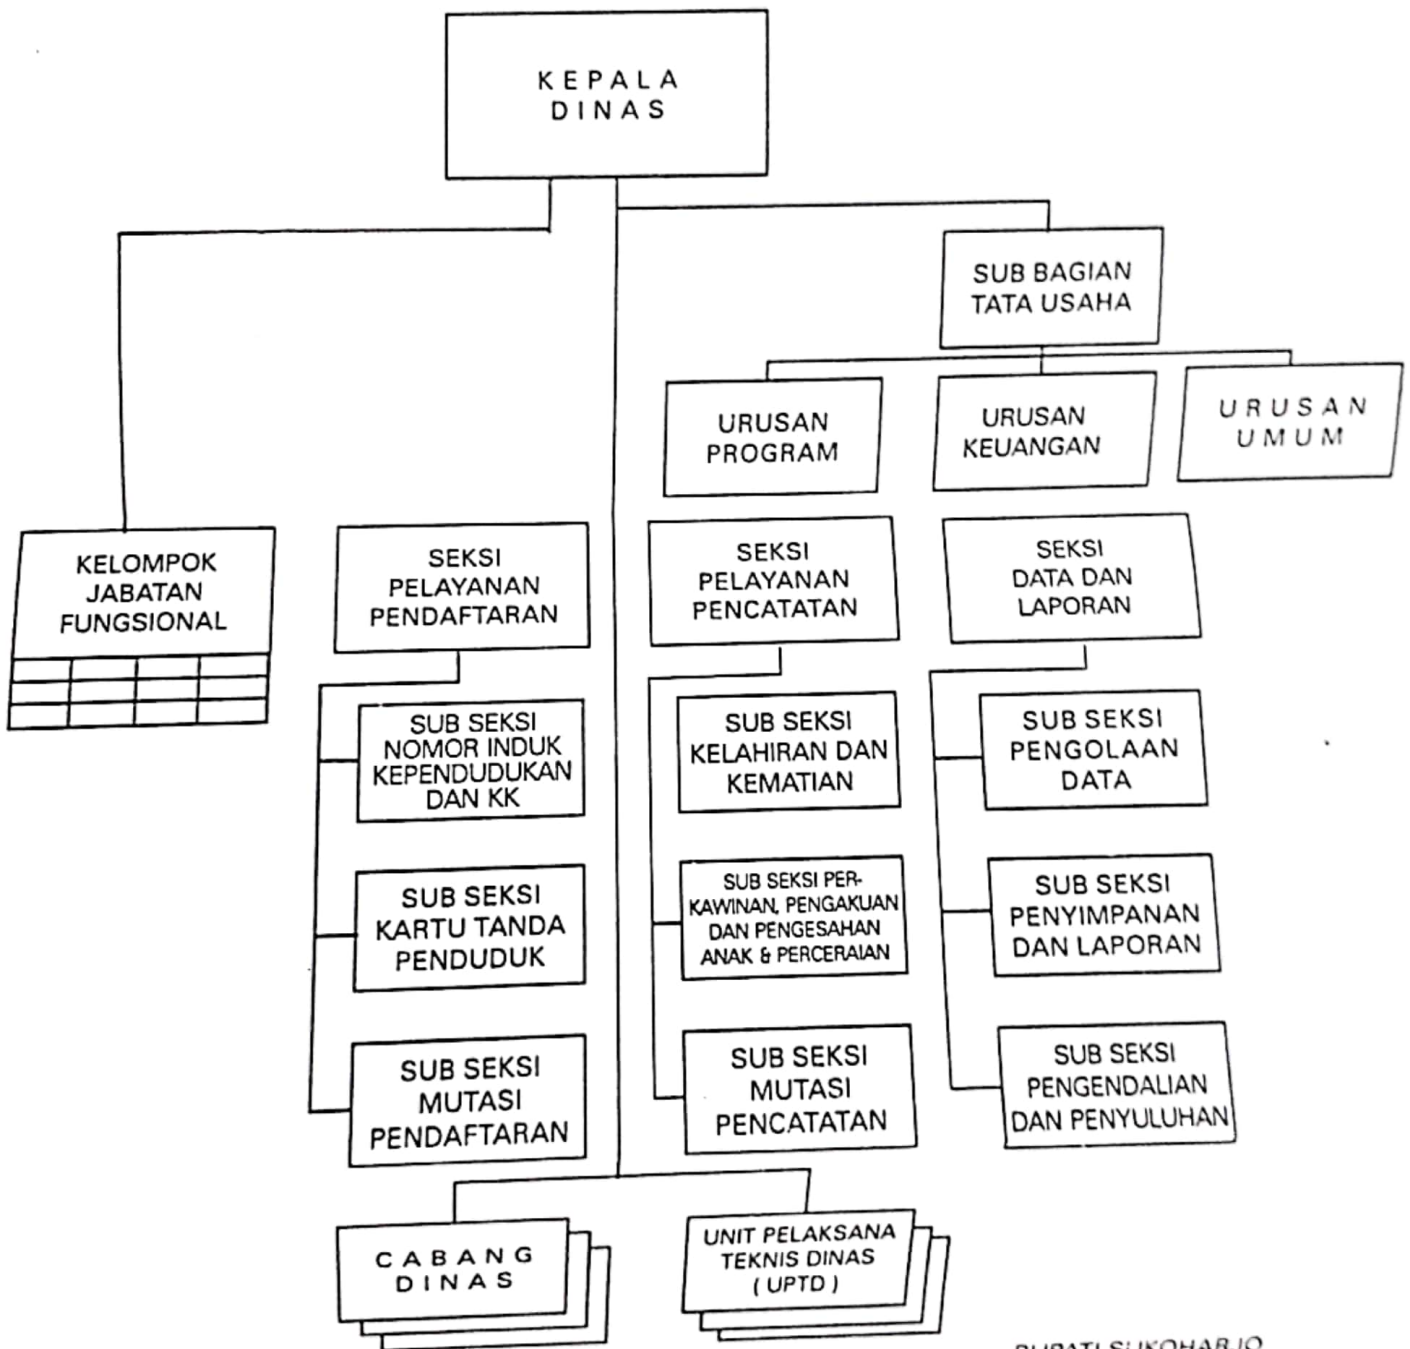 KEPALA
DINAS
SUB BAGIAN
TATA USAHA
URUSAN
PROGRAM
URUSAN
KEUANGAN
URUSAN
UMUM
KELOMPOK
JABATAN
FUNGSIONAL
SEKSI
PELAYANAN
PENDAFTARAN
SEKSI
PELAYANAN
PENCATATAN
SEKSI
DATA DAN
LAPORAN
SUB SEKSI
NOMOR INDUK
KEPENDUDUKAN
DAN KK
SUB SEKSI
KELAHIRAN DAN
KEMATIAN
SUB SEKSI
PENGOLAAN
DATA
SUB SEKSI
KARTU TANDA
PENDUDUK
SUB SEKSI PER-
KAWINAN, PENGAKUAN
DAN PENGESAHAN
ANAK & PERCERAIAN
SUB SEKSI
PENYIMPANAN
DAN LAPORAN
SUB SEKSI
MUTASI
PENDAFTARAN
SUB SEKSI
MUTASI
PENCATATAN
SUB SEKSI
PENGENDALIAN
DAN PENYULUHAN
CABANG
DINAS
UNIT PELAKSANA
TEKNIS DINAS
( UPTD )
BUPATI SUKOHARJO